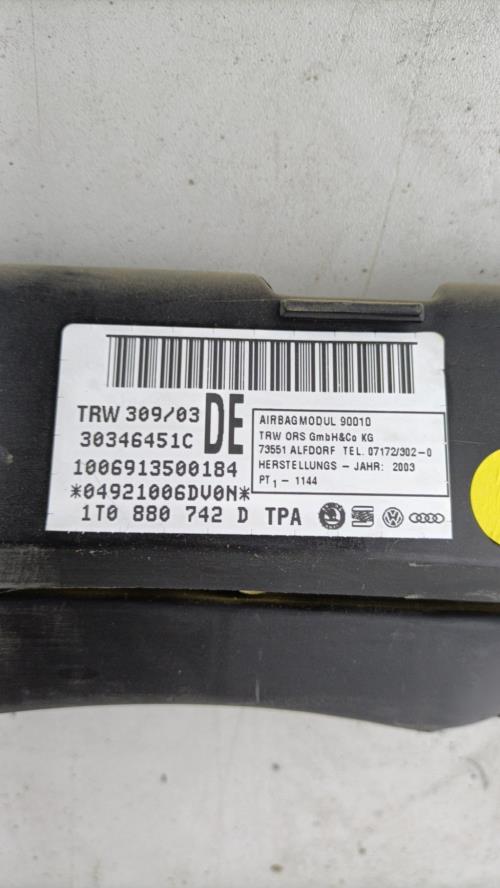 TRW 309/03 DE
30346451C
1006913500184
*04921006DV0N*
1T0 880 742 D TPA
AIRBAGMODUL 90010
TRW ORS GmbH&Co KG
73551 ALFDORF TEL. 07172/302-0
HERSTELLUNGS - JAHR: 2003
PT1 - 1144